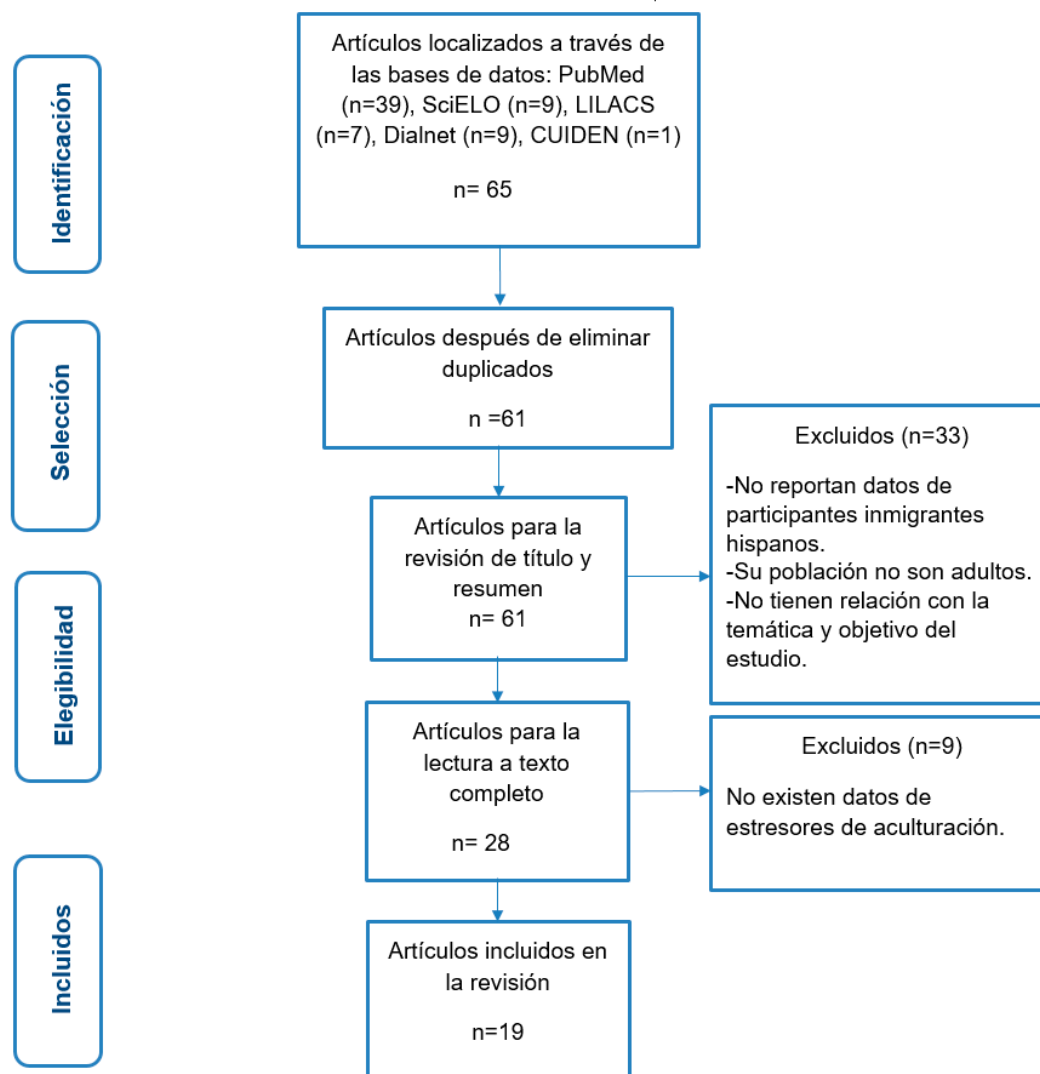 Identificación
Artículos localizados a través de
las bases de datos: PubMed
(n=39), SciELO (n=9), LILACS
(n=7), Dialnet (n=9), CUIDEN (n=1)
n= 65
Selección
Artículos después de eliminar
duplicados
n =61
Artículos para la
revisión de título y
resumen
n= 61
Excluidos (n=33)
-No reportan datos de
participantes inmigrantes
hispanos.
-Su población no son adultos.
-No tienen relación con la
temática y objetivo del
estudio.
Elegibilidad
Artículos para la
lectura a texto
completo
n= 28
Excluidos (n=9)
No existen datos de
estresores de aculturación.
Incluidos
Artículos incluidos en
la revisión
n=19